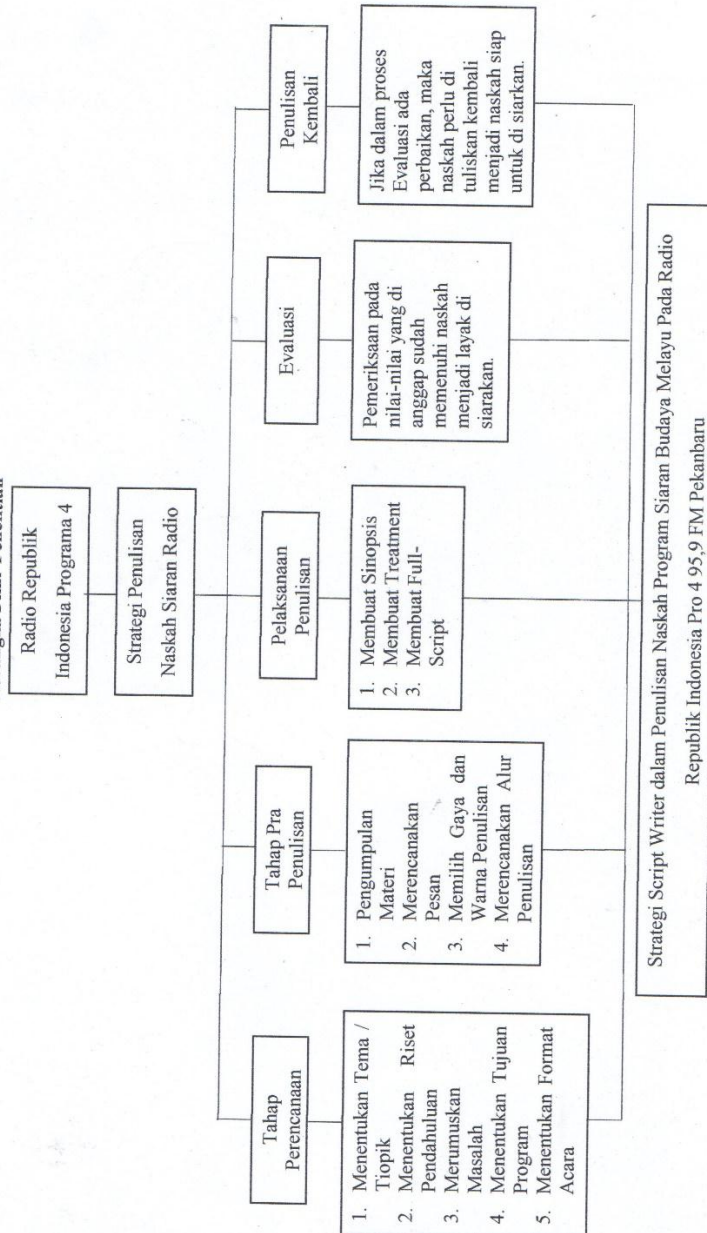 Radio Republik
Indonesia Programa 4
Strategi Penulisan
Naskah Siaran Radio
Tahap
Perencanaan
1. Menentukan Tema /
Tiopik
2. Menentukan Riset
Pendahuluan
3. Merumuskan
Masalah
4. Menentukan Tujuan
Program
5. Menentukan Format
Acara
Tahap Pra
Penulisan
1. Pengumpulan
Materi
2. Merencanakan
Pesan
3. Memilih Gaya dan
Warna Penulisan
4. Merencanakan Alur
Penulisan
Pelaksanaan
Penulisan
1. Membuat Sinopsis
2. Membuat Treatment
3. Membuat Full-
Script
Evaluasi
Pemeriksaan pada
nilai-nilai yang di
anggap sudah
memenuhi naskah
menjadi layak di
siarakan.
Penulisan
Kembali
Jika dalam proses
Evaluasi ada
perbaikan, maka
naskah perlu di
tuliskan kembali
menjadi naskah siap
untuk di siarkan.
Strategi Script Writer dalam Penulisan Naskah Program Siaran Budaya Melayu Pada Radio
Republik Indonesia Pro 4 95,9 FM Pekanbaru